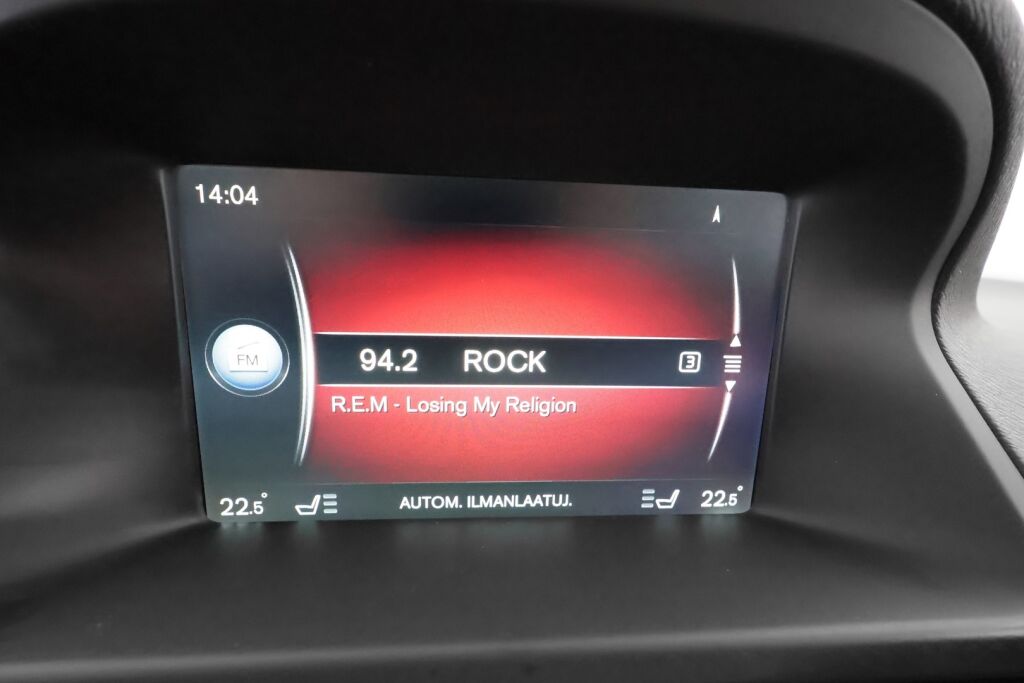 14:04
FM
94.2 ROCK 3
R.E.M - Losing My Religion
22.5° AUTOM. ILMANLAATUJ. 22.5°